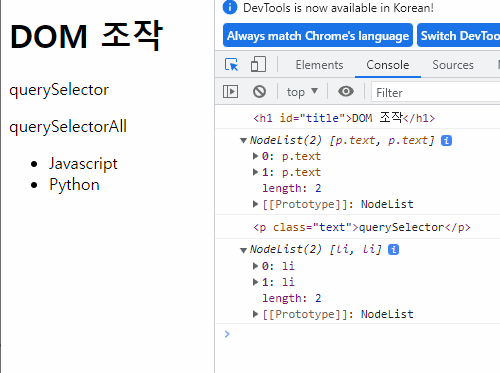 DOM 조작
querySelector
querySelectorAll
Javascript
Python
DevTools is now available in Korean!
Always match Chrome's language Switch DevToo
Elements Console Sources
top Filter
<h1 id="title">DOM 조작</h1>
NodeList(2) [p.text, p.text]
0: p.text
1: p.text
length: 2
[[Prototype]]: NodeList
<p class="text">querySelector</p>
NodeList(2) [li, li]
0: li
1: li
length: 2
[[Prototype]]: NodeList